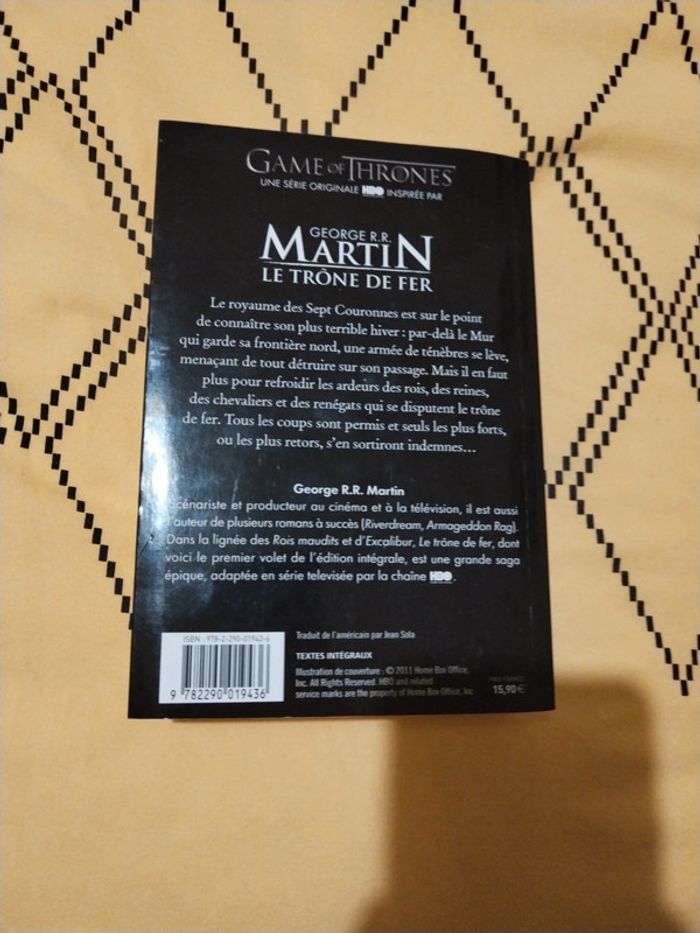 GAME OF THRONES
UNE SÉRIE ORIGINALE HBO INSPIRÉE PAR
GEORGE R.R.
MARTIN
LE TRÔNE DE FER
Le royaume des Sept Couronnes est sur le point
de connaître son plus terrible hiver : par-delà le Mur
qui garde sa frontière nord, une armée de ténèbres se lève,
menaçant de tout détruire sur son passage. Mais il en faut
plus pour refroidir les ardeurs des rois, des reines,
des chevaliers et des renégats qui se disputent le trône
de fer. Tous les coups sont permis et seuls les plus forts,
ou les plus retors, s'en sortiront indemnes...
George R.R. Martin
Scénariste et producteur au cinéma et à la télévision, il est aussi
l'auteur de plusieurs romans à succès (Riverdream, Armageddon Rag).
Dans la lignée des Rois maudits et d'Excalibur, Le trône de fer, dont
voici le premier volet de l'édition intégrale, est une grande saga
épique, adaptée en série televisée par la chaîne HBO.
ISBN : 978-2-290-01943-6
9 782290 019436
Traduit de l'américain par Jean Sola
TEXTES INTÉGRAUX
Illustration de couverture : © 2011 Home Box Office,
Inc. All Rights Reserved. HBO and related
service marks are the property of Home Box Office, Inc
PRIX FRANCE
15,90 €